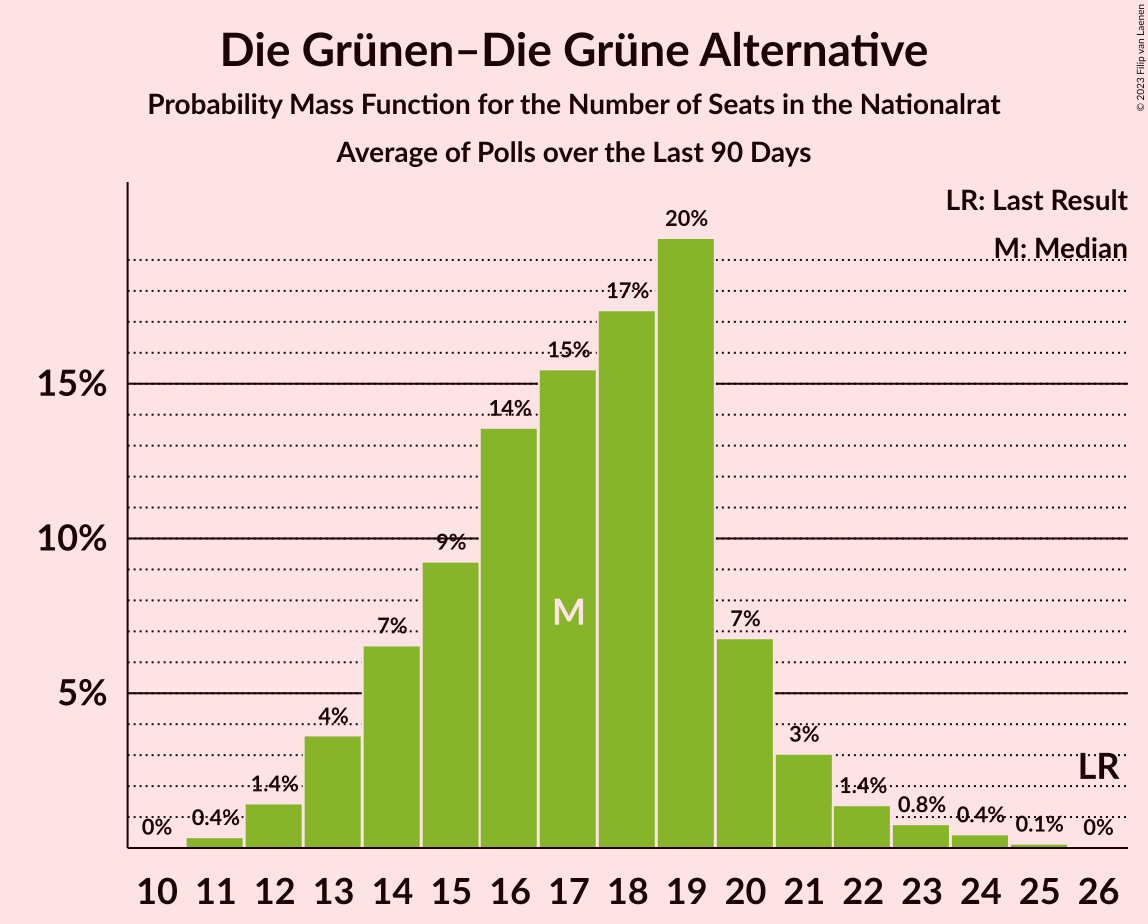 Die Grünen–Die Grüne Alternative
Probability Mass Function for the Number of Seats in the Nationalrat
Average of Polls over the Last 90 Days
© 2023 Filip van Laenen
LR: Last Result
M: Median
20%
17%
15%
15%
14%
10%
9%
M
7%
7%
5%
4%
3%
LR
1.4%
1.4%
0.8%
0.4%
0.4%
0.1%
0%
0%
10 11 12 13 14 15 16 17 18 19 20 21 22 23 24 25 26